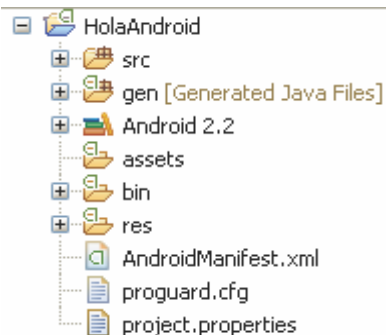 HolaAndroid
src
gen [Generated Java Files]
Android 2.2
assets
bin
res
AndroidManifest.xml
proguard.cfg
project.properties